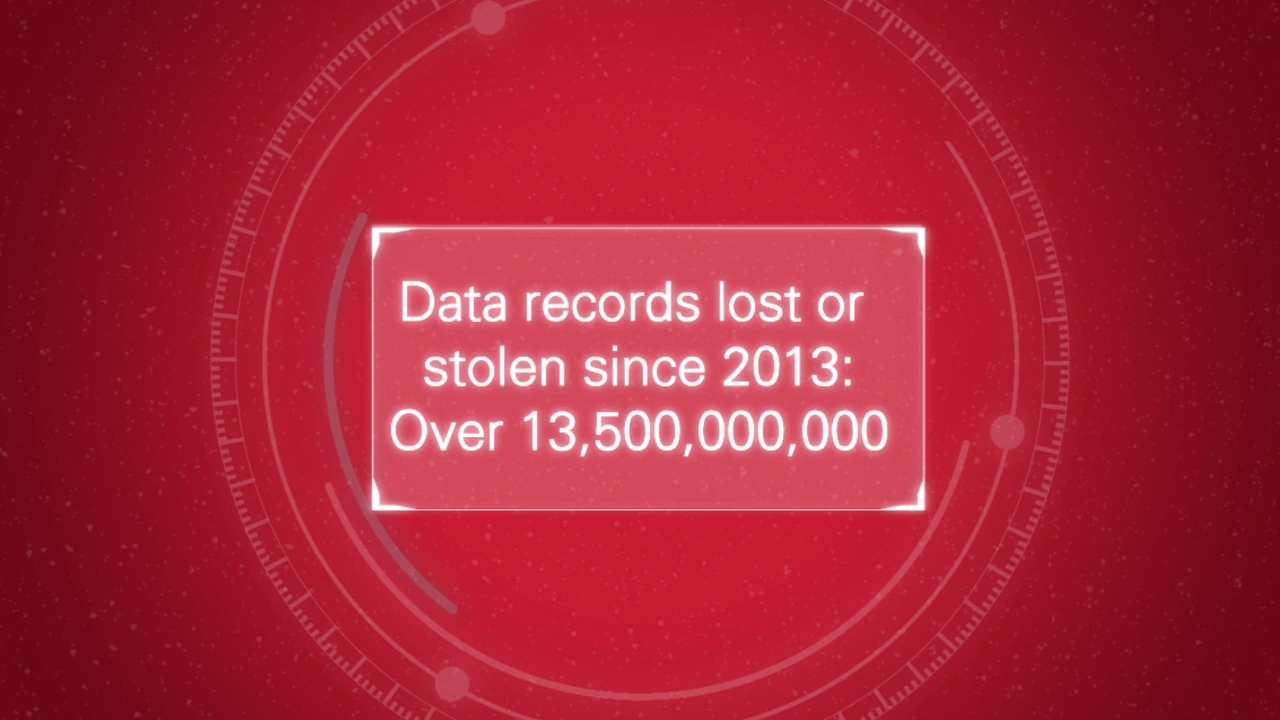 Data records lost or
stolen since 2013:
Over 13,500,000,000